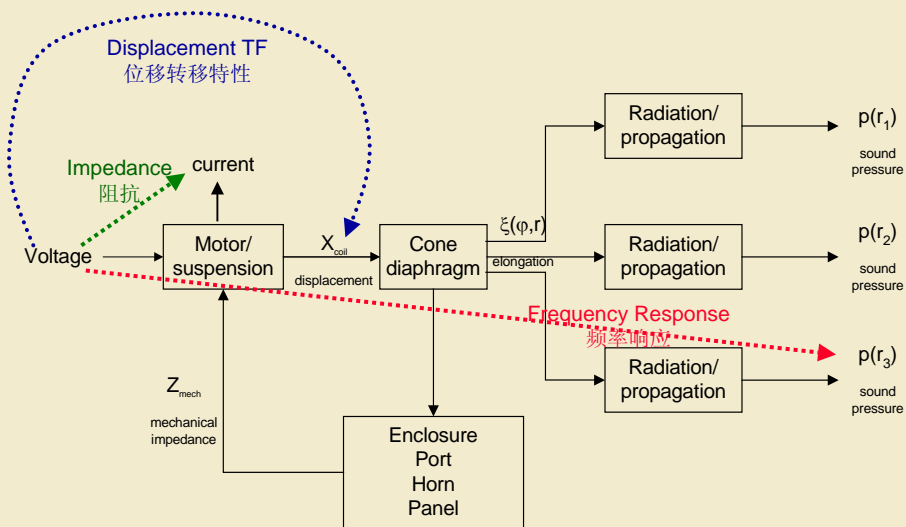 Displacement TF
位移转移特性
Impedance
阻抗
current
Voltage
Motor/
suspension
X_coil
displacement
Cone
diaphragm
ξ(φ,r)
elongation
Radiation/
propagation
p(r₁)
sound
pressure
Radiation/
propagation
p(r₂)
sound
pressure
Frequency Response
频率响应
Radiation/
propagation
p(r₃)
sound
pressure
Z_mech
mechanical
impedance
Enclosure
Port
Horn
Panel